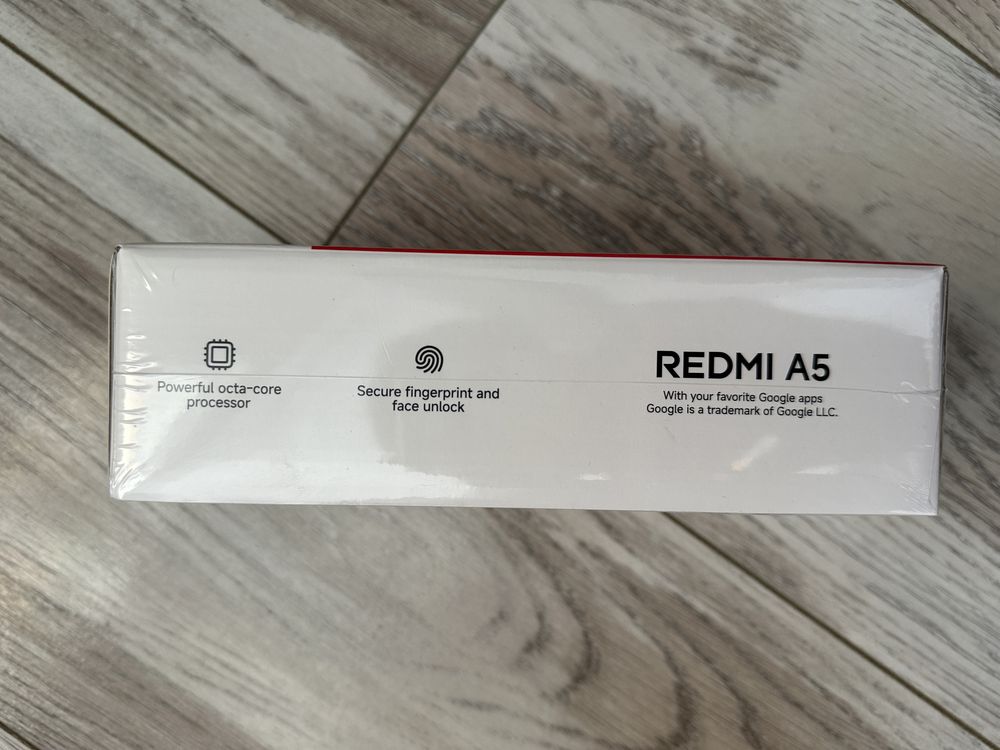 Powerful octa-core
processor
Secure fingerprint and
face unlock
REDMI A5
With your favorite Google apps
Google is a trademark of Google LLC.